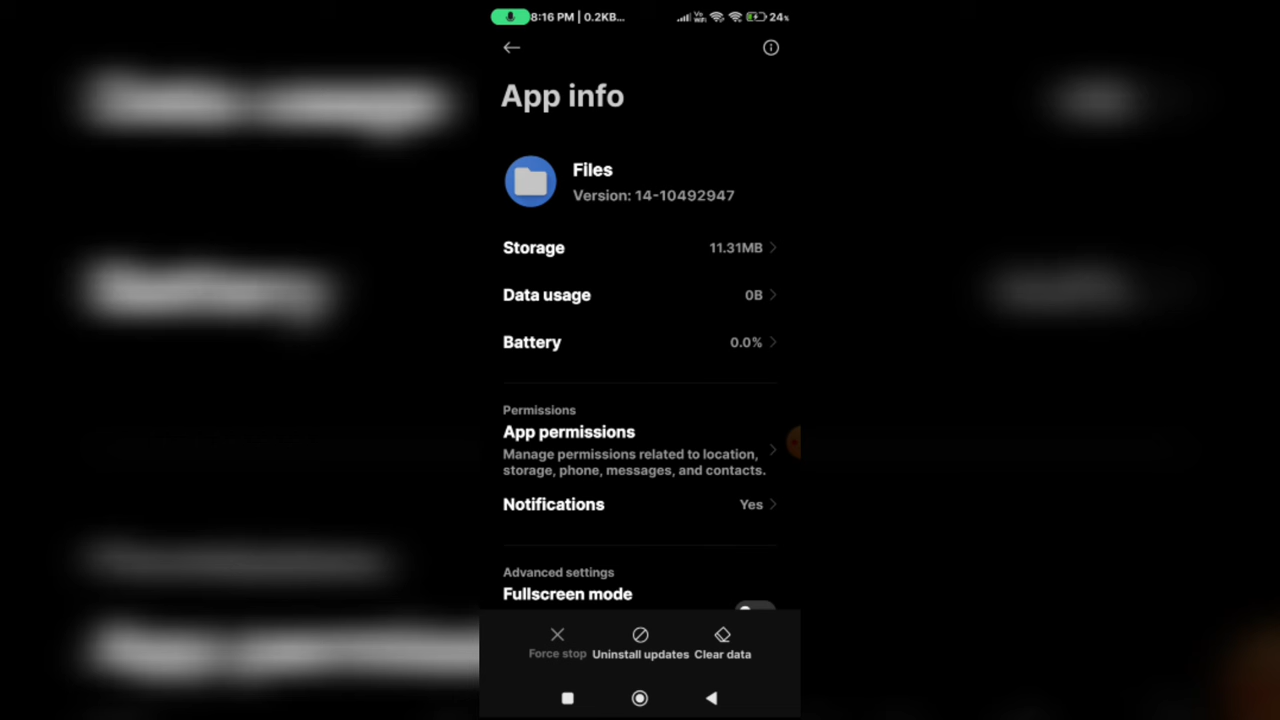 8:16 PM | 0.2KB...
Vo
WiFi
24%
App info
Files
Version: 14-10492947
Storage
11.31MB
Data usage
0B
Battery
0.0%
Permissions
App permissions
Manage permissions related to location,
storage, phone, messages, and contacts.
Notifications
Yes
Advanced settings
Fullscreen mode
Force stop
Uninstall updates
Clear data